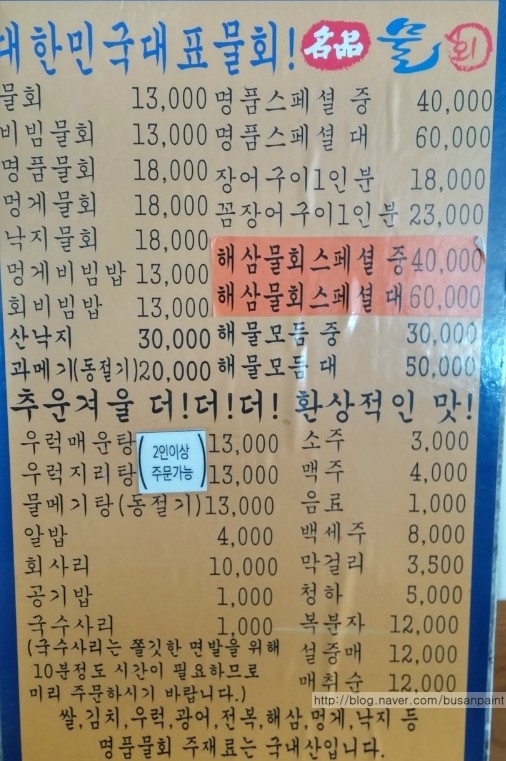 대한민국대표물회! 名品 물회
물회 13,000
비빔물회 13,000
명품물회 18,000
멍게물회 18,000
낙지물회 18,000
멍게비빔밥 13,000
회비빔밥 13,000
산낙지 30,000
과메기(동절기) 20,000
명품스페셜 중 40,000
명품스페셜 대 60,000
장어구이1인분 18,000
꼼장어구이1인분 23,000
해삼물회스페셜 중 40,000
해삼물회스페셜 대 60,000
해물모듬 중 30,000
해물모듬 대 50,000
추운겨울 더!더!더! 환상적인 맛!
우럭매운탕 13,000
우럭지리탕 13,000
(2인이상
주문가능)
물메기탕(동절기) 13,000
알밥 4,000
회사리 10,000
공기밥 1,000
국수사리 1,000
(국수사리는 쫄깃한 면발을 위해
10분정도 시간이 필요하므로
미리 주문하시기 바랍니다.)
소주 3,000
맥주 4,000
음료 1,000
백세주 8,000
막걸리 3,500
청하 5,000
복분자 12,000
설중매 12,000
매취순 12,000
http://blog.naver.com/busanpaint
쌀,김치,우럭,광어,전복,해삼,멍게,낙지 등
명품물회 주재료는 국내산입니다.